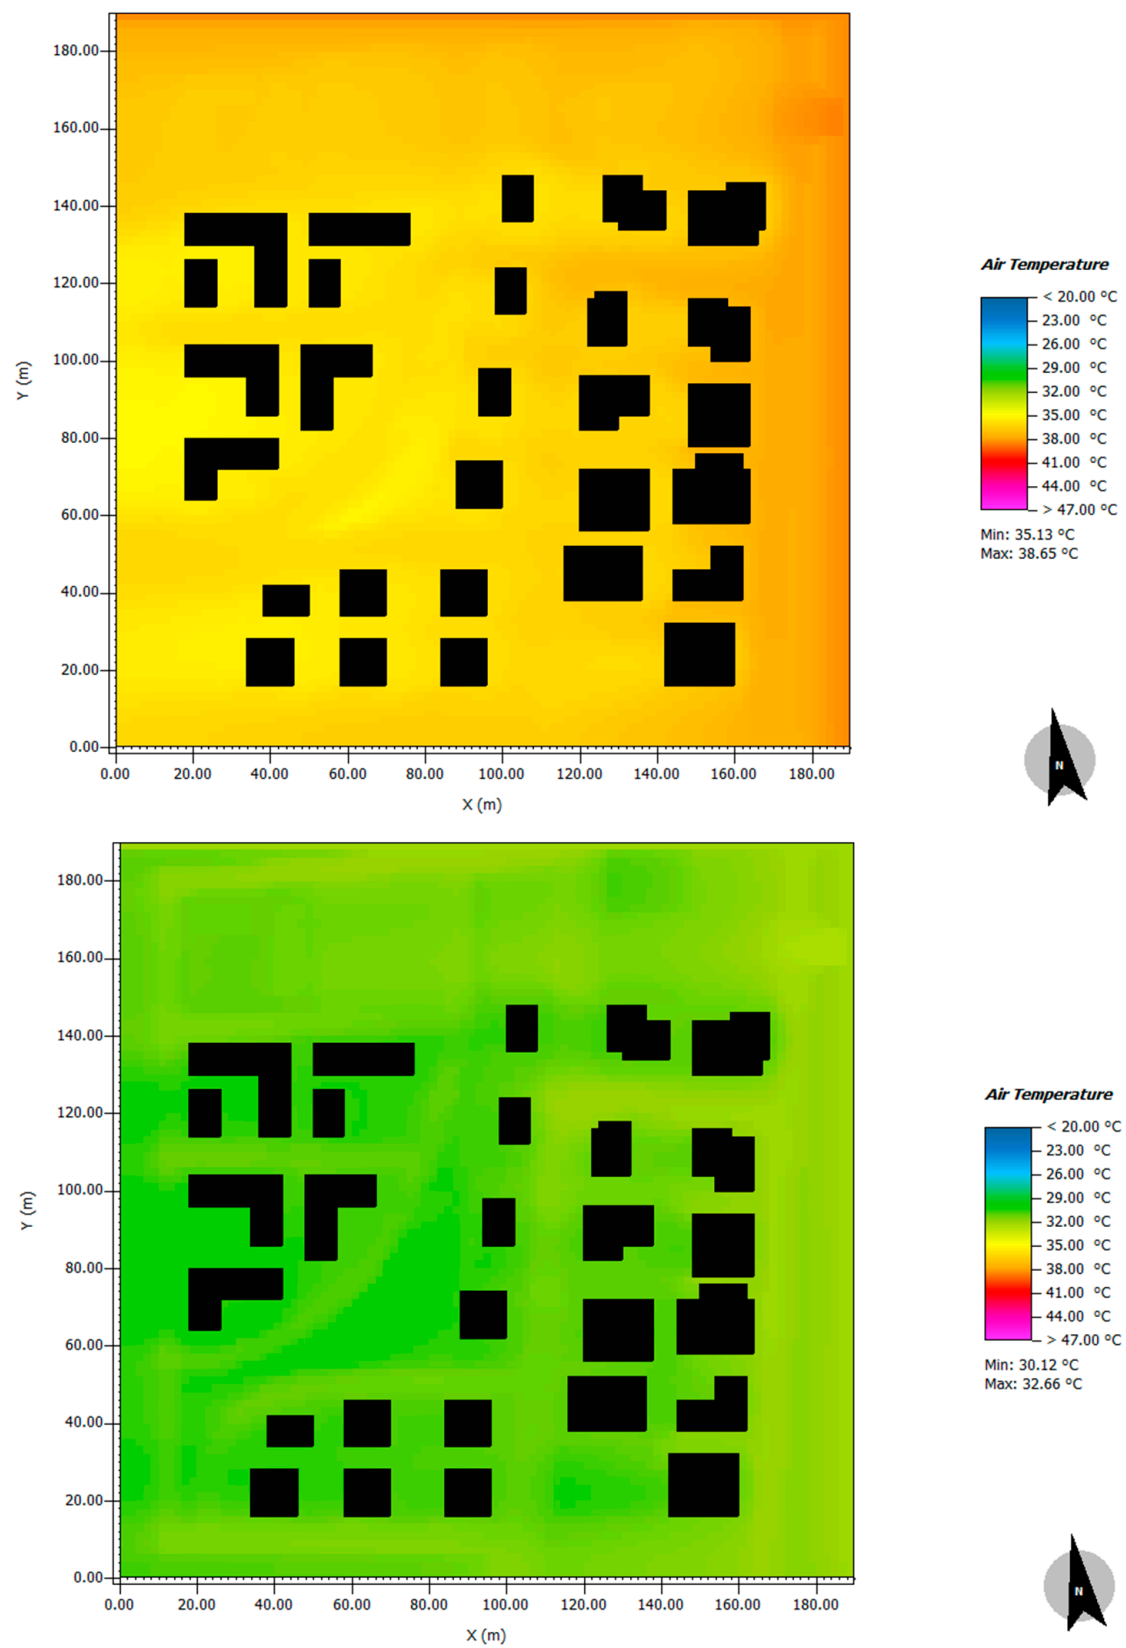 180.00
160.00
140.00
120.00
100.00
80.00
60.00
40.00
20.00
0.00
Y (m)
0.00 20.00 40.00 60.00 80.00 100.00 120.00 140.00 160.00 180.00
X (m)
Air Temperature
< 20.00 °C
23.00 °C
26.00 °C
29.00 °C
32.00 °C
35.00 °C
38.00 °C
41.00 °C
44.00 °C
> 47.00 °C
Min: 35.13 °C
Max: 38.65 °C
N
180.00
160.00
140.00
120.00
100.00
80.00
60.00
40.00
20.00
0.00
Y (m)
0.00 20.00 40.00 60.00 80.00 100.00 120.00 140.00 160.00 180.00
X (m)
Air Temperature
< 20.00 °C
23.00 °C
26.00 °C
29.00 °C
32.00 °C
35.00 °C
38.00 °C
41.00 °C
44.00 °C
> 47.00 °C
Min: 30.12 °C
Max: 32.66 °C
N